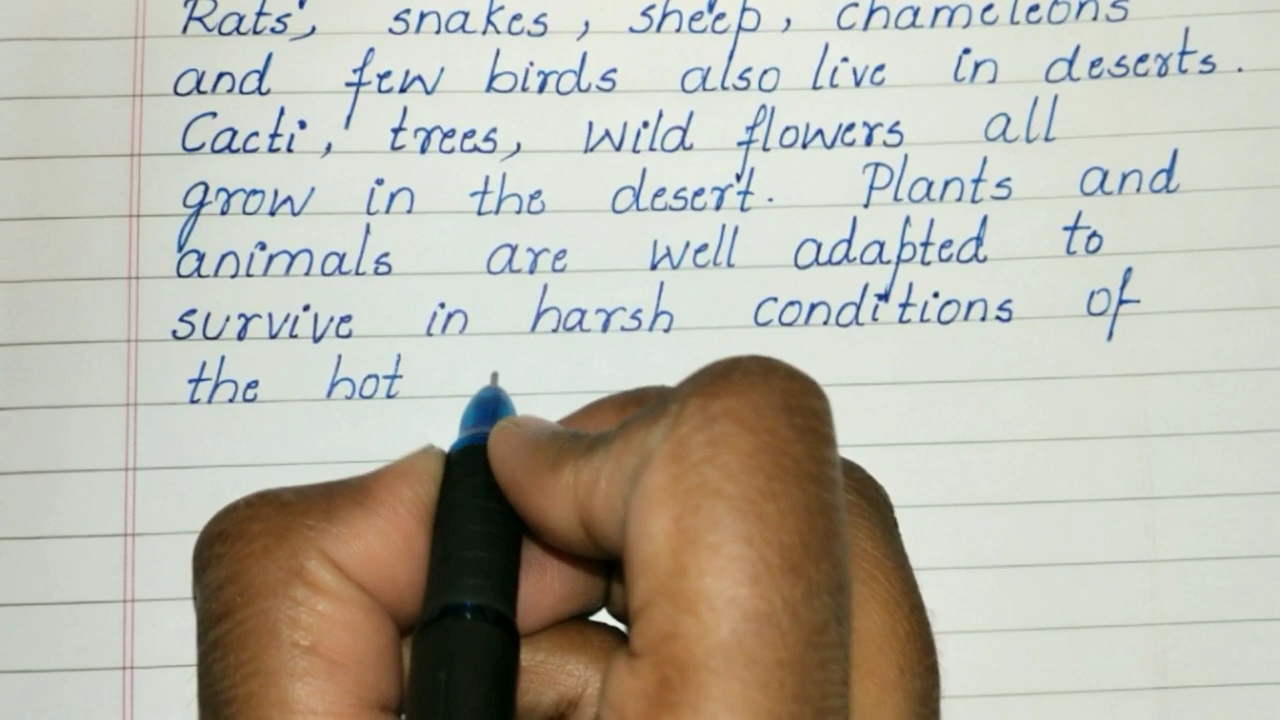 Rats, snakes, sheep, chameleons
and few birds also live in deserts.
Cacti, trees, wild flowers all
grow in the desert. Plants and
animals are well adapted to
survive in harsh conditions of
the hot